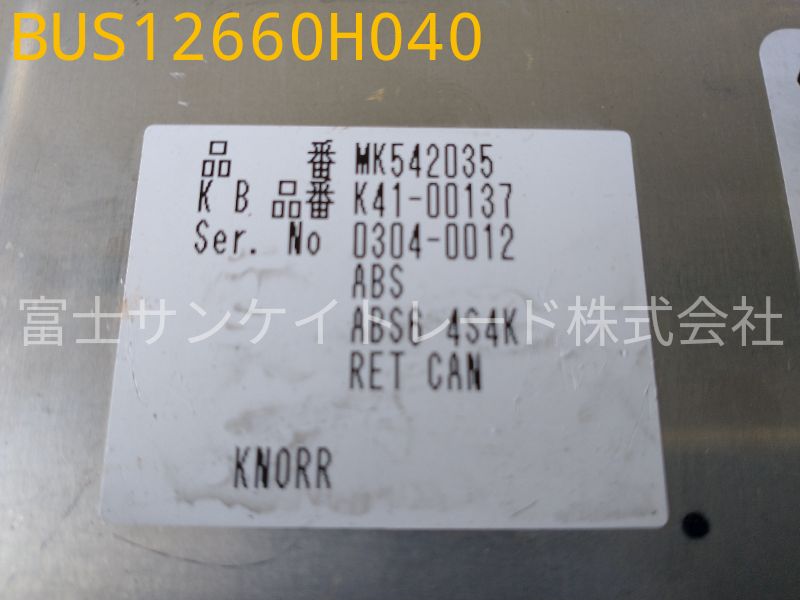 BUS12660H040
品 番 MK542035
K B 品番 K41-00137
Ser. No 0304-0012
ABS
富士サンケイトレード株式会社
ABS6 4S4K
RET CAN
KNORR